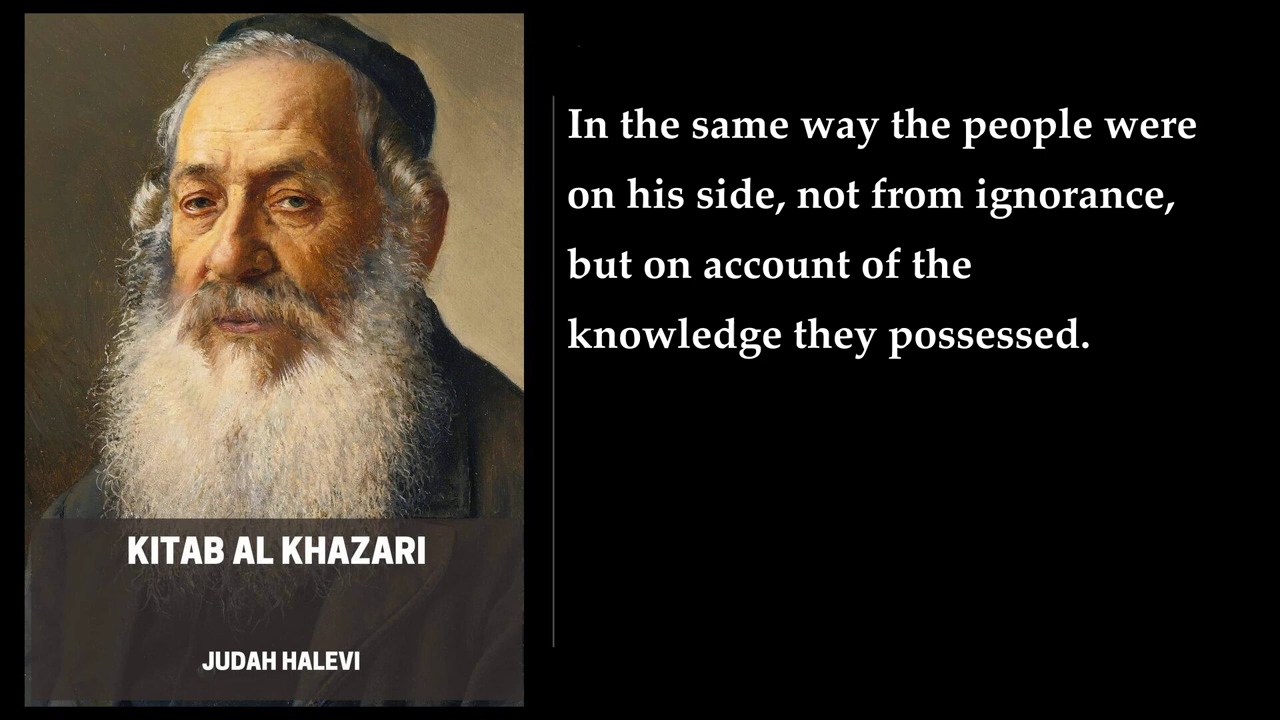 KITAB AL KHAZARI
JUDAH HALEVI
In the same way the people were
on his side, not from ignorance,
but on account of the
knowledge they possessed.